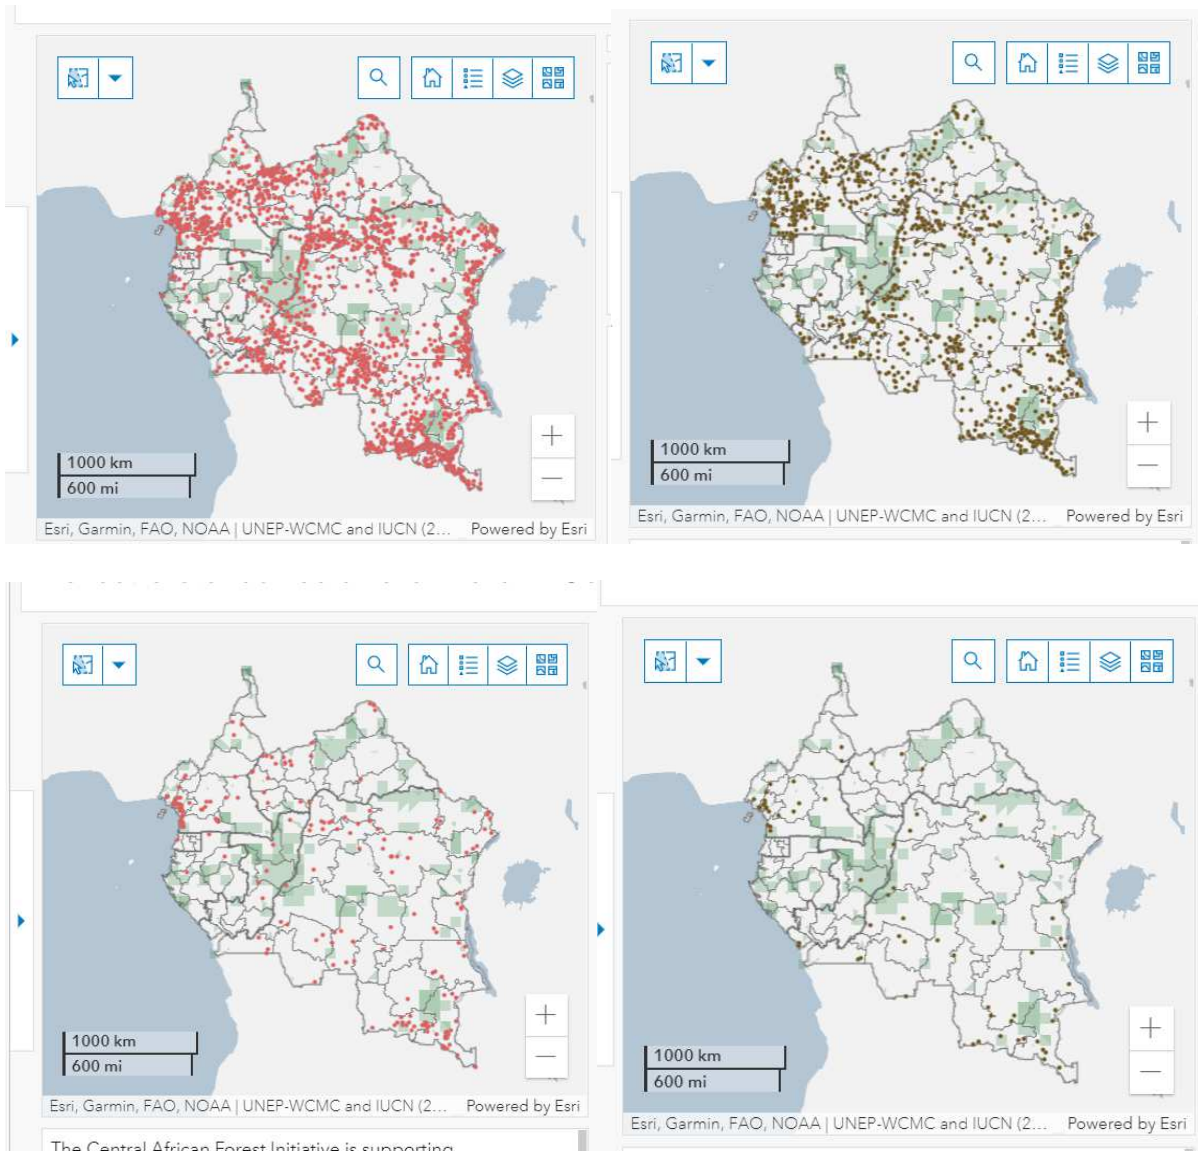 1000 km
600 mi
Esri, Garmin, FAO, NOAA | UNEP-WCMC and IUCN (2... Powered by Esri
1000 km
600 mi
Esri, Garmin, FAO, NOAA | UNEP-WCMC and IUCN (2... Powered by Esri
1000 km
600 mi
Esri, Garmin, FAO, NOAA | UNEP-WCMC and IUCN (2... Powered by Esri
The Central African Forest Initiative is supporting
1000 km
600 mi
Esri, Garmin, FAO, NOAA | UNEP-WCMC and IUCN (2... Powered by Esri